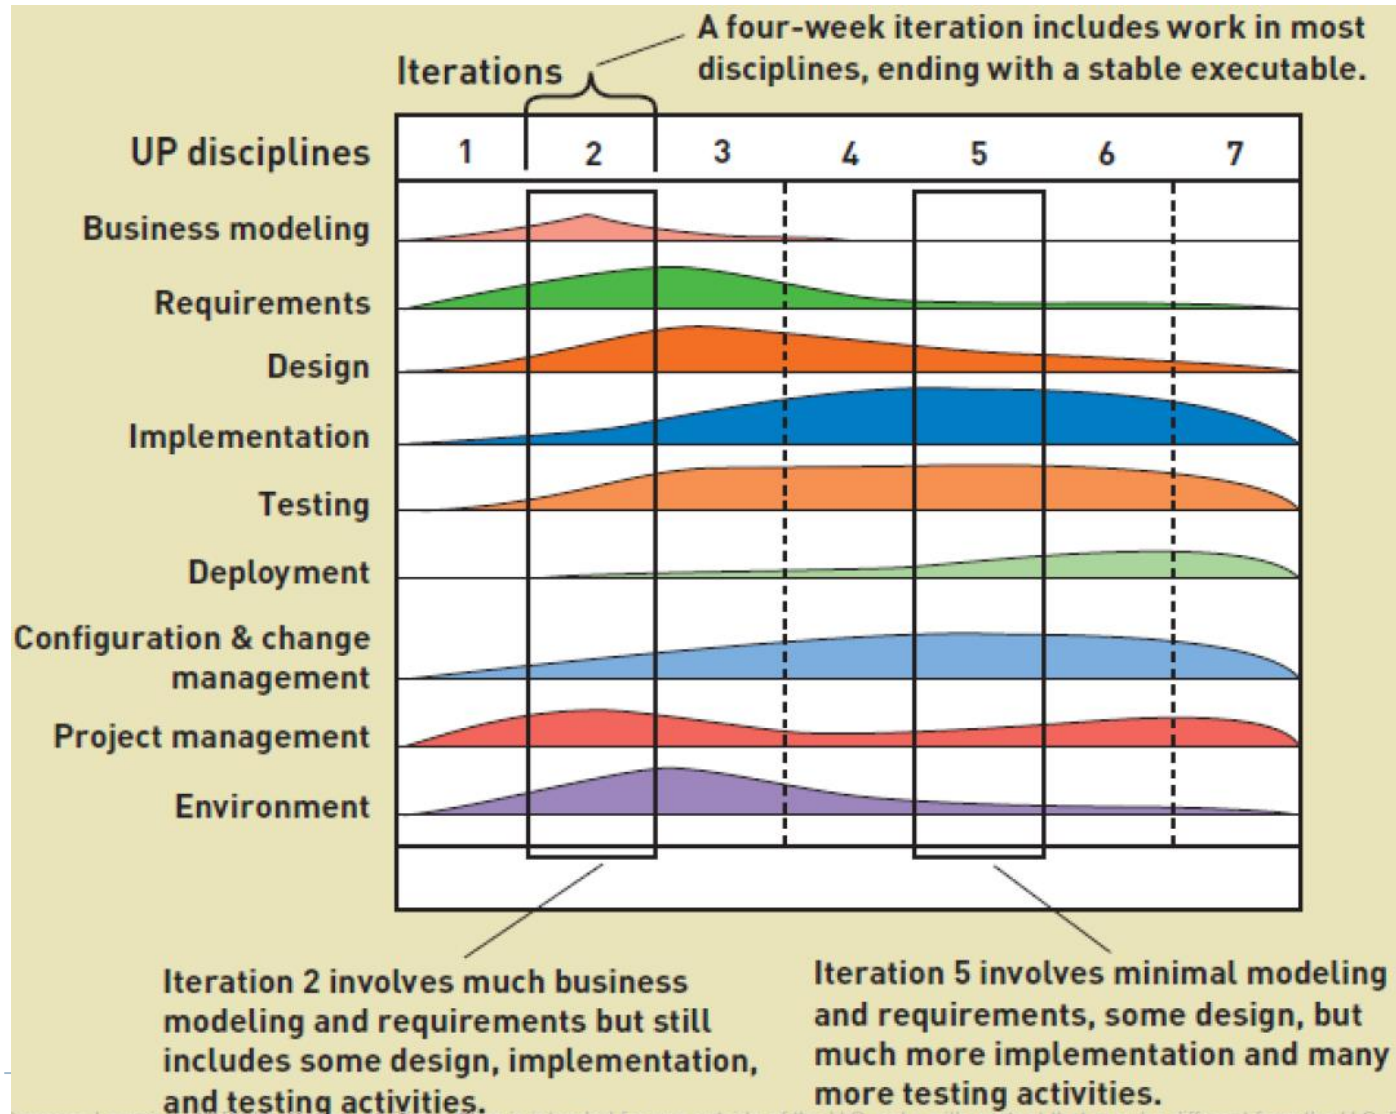 A four-week iteration includes work in most
disciplines, ending with a stable executable.
Iterations
UP disciplines 1 2 3 4 5 6 7
Business modeling
Requirements
Design
Implementation
Testing
Deployment
Configuration & change
management
Project management
Environment
Iteration 2 involves much business
modeling and requirements but still
includes some design, implementation,
and testing activities.
Iteration 5 involves minimal modeling
and requirements, some design, but
much more implementation and many
more testing activities.